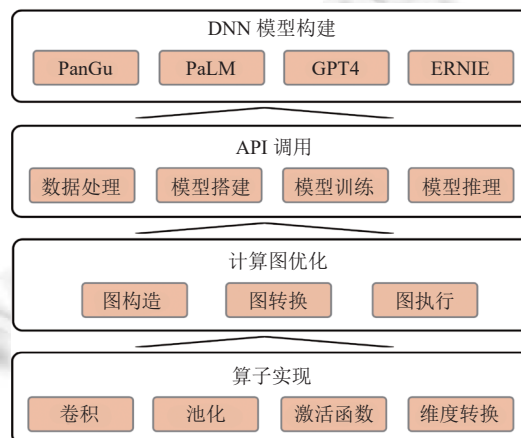 DNN 模型构建
PanGu PaLM GPT4 ERNIE
API 调用
数据处理 模型搭建 模型训练 模型推理
计算图优化
图构造 图转换 图执行
算子实现
卷积 池化 激活函数 维度转换